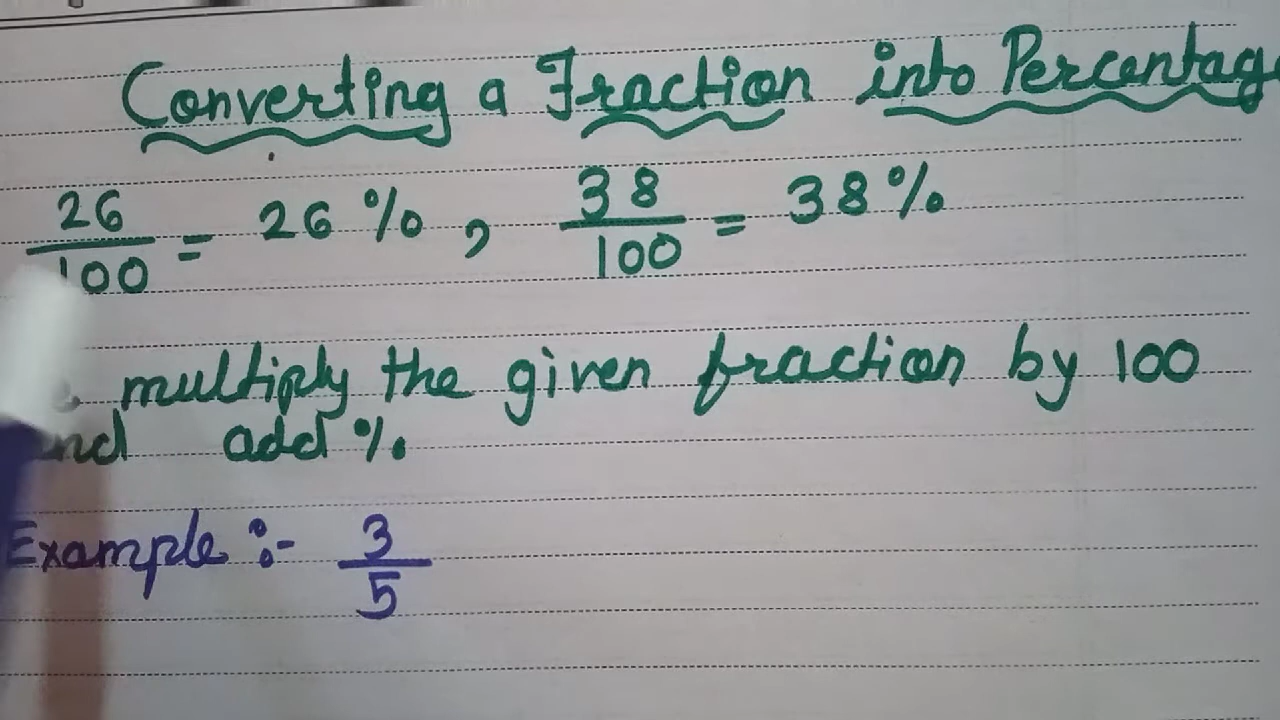 Converting a Fraction into Percentage
26/100 = 26 % , 38/100 = 38 %
multiply the given fraction by 100
and add %.
Example :- 3/5